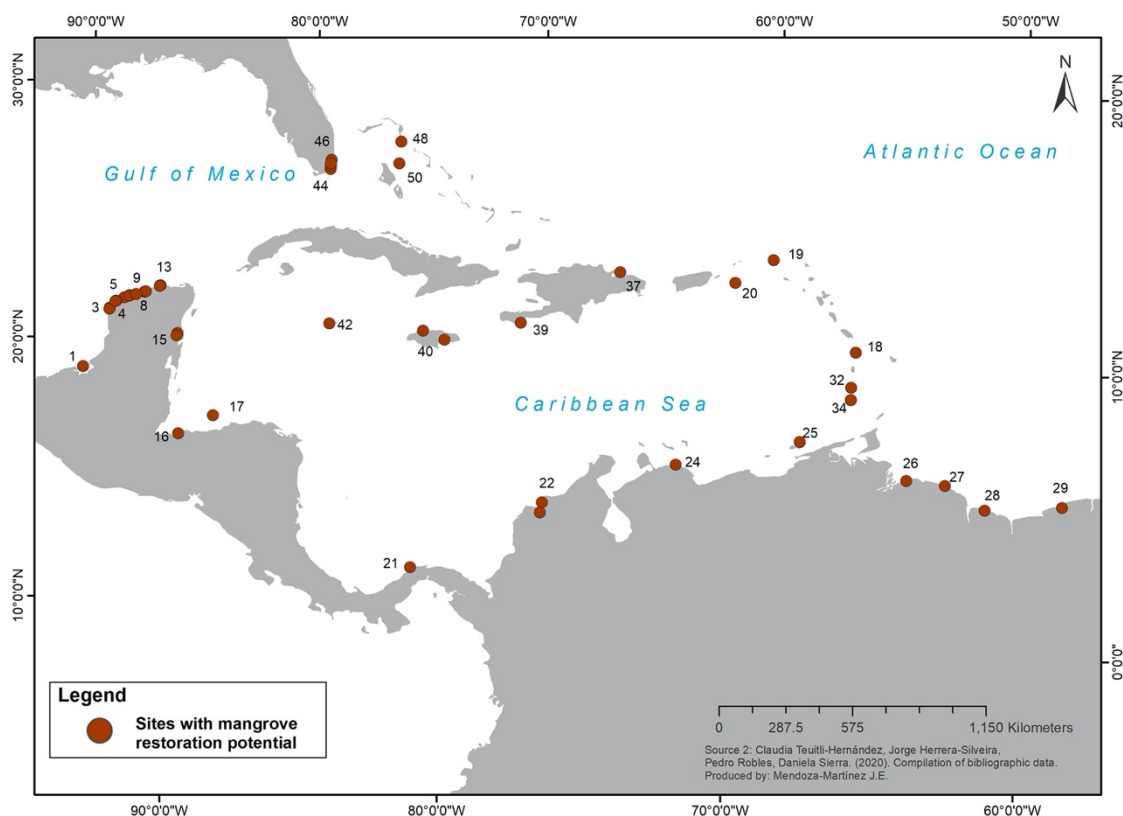 90°0'0"W 80°0'0"W 70°0'0"W 60°0'0"W 50°0'0"W
30°0'0"N
20°0'0"N
N
46
48
Gulf of Mexico
Atlantic Ocean
44
50
13
5 9
3 4 8
19
37
20
15
20°0'0"N
42
39
40
18
1
10°0'0"N
32
34
Caribbean Sea
17
16
25
24
26
27
22
28
29
21
10°0'0"N
0°0'0"
Legend
Sites with mangrove
restoration potential
0 287.5 575 1,150 Kilometers
Source 2: Claudia Teuitli-Hernández, Jorge Herrera-Silveira,
Pedro Robles, Daniela Sierra. (2020). Compilation of bibliographic data.
Produced by: Mendoza-Martínez J.E.
90°0'0"W 80°0'0"W 70°0'0"W 60°0'0"W